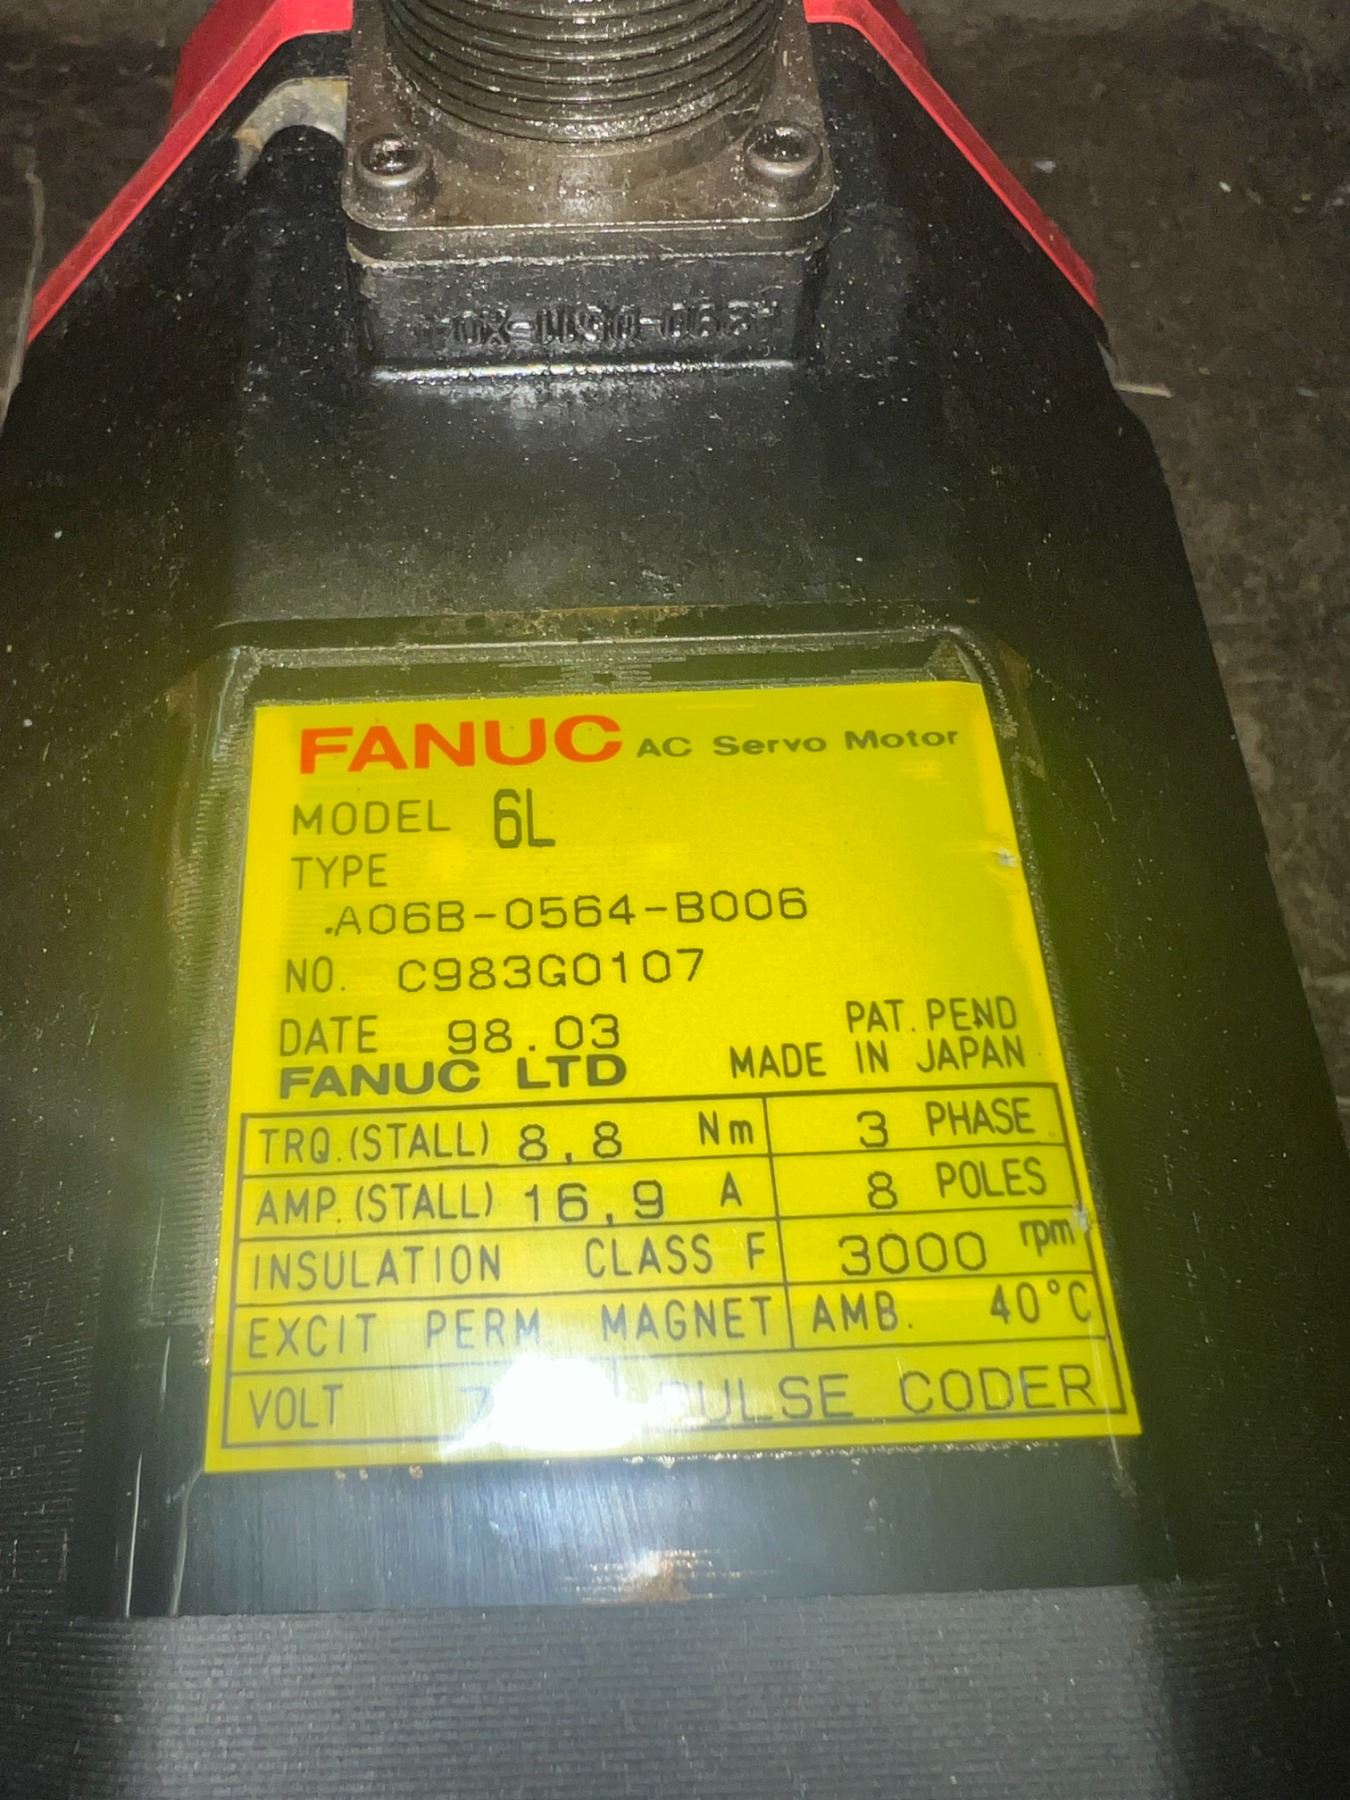 FANUC AC Servo Motor
MODEL 6L
TYPE
.A06B-0564-B006
NO. C983G0107
DATE 98.03
PAT. PEND
FANUC LTD MADE IN JAPAN
TRQ.(STALL) 8,8 Nm 3 PHASE
AMP.(STALL) 16,9 A 8 POLES
INSULATION CLASS F 3000 rpm
EXCIT PERM. MAGNET AMB. 40°C
VOLT PULSE CODER